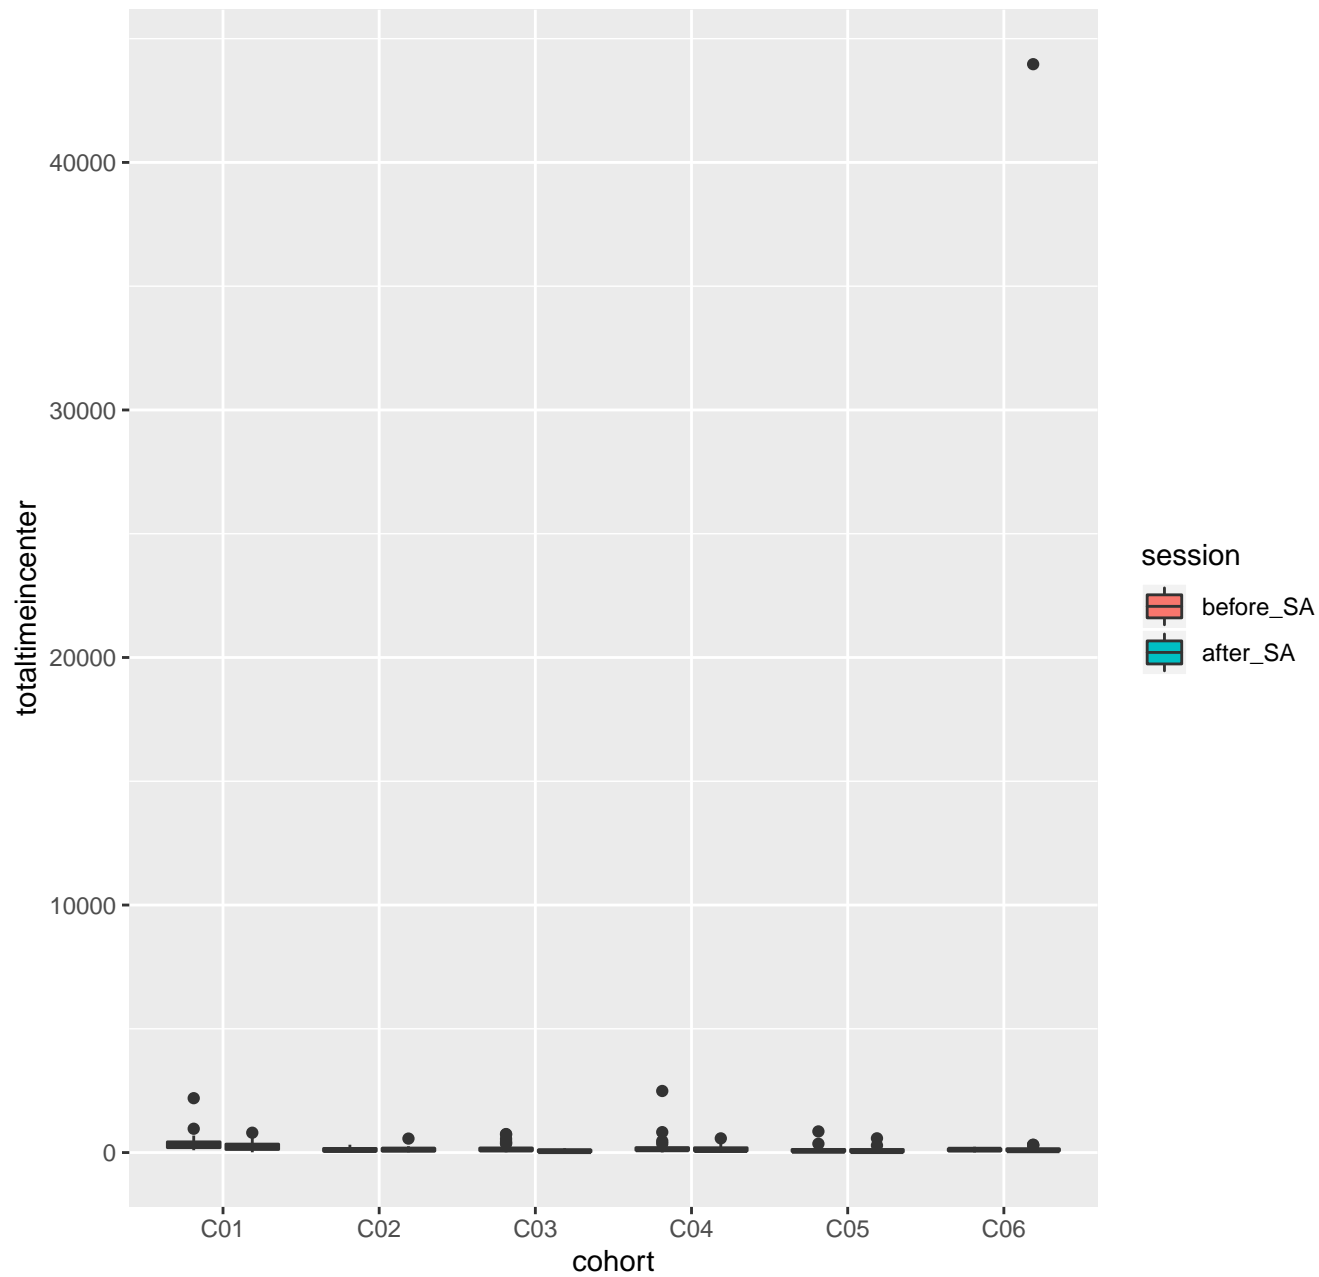 totaltimeincenter
40000
30000
20000
10000
0
C01 C02 C03 C04 C05 C06
cohort
session
before_SA
after_SA